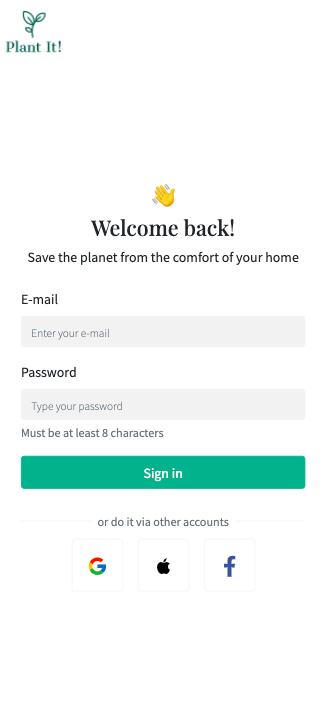 Plant It!
Welcome back!
Save the planet from the comfort of your home
E-mail
Enter your e-mail
Password
Type your password
Must be at least 8 characters
Sign in
or do it via other accounts